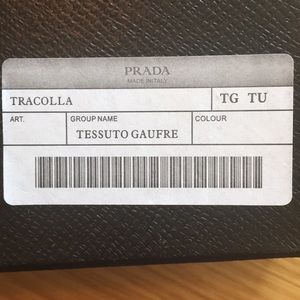 PRADA
MADE IN ITALY
TRACOLLA TG TU
ART. GROUP NAME COLOUR
TESSUTO GAUFRE